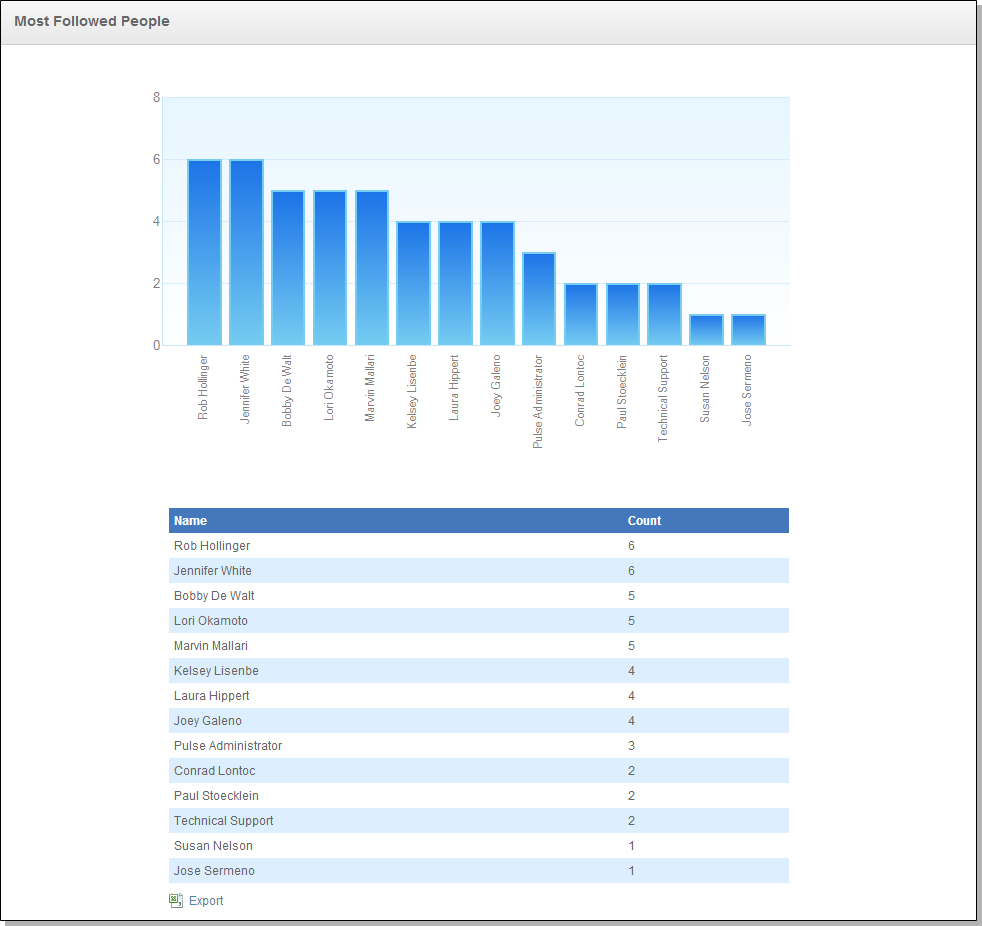 Most Followed People
8
6
4
2
0
Rob Hollinger
Jennifer White
Bobby De Walt
Lori Okamoto
Marvin Mallari
Kelsey Lisenbe
Laura Hippert
Joey Galeno
Pulse Administrator
Conrad Lontoc
Paul Stoecklein
Technical Support
Susan Nelson
Jose Sermeno
Name Count
Rob Hollinger 6
Jennifer White 6
Bobby De Walt 5
Lori Okamoto 5
Marvin Mallari 5
Kelsey Lisenbe 4
Laura Hippert 4
Joey Galeno 4
Pulse Administrator 3
Conrad Lontoc 2
Paul Stoecklein 2
Technical Support 2
Susan Nelson 1
Jose Sermeno 1
Export